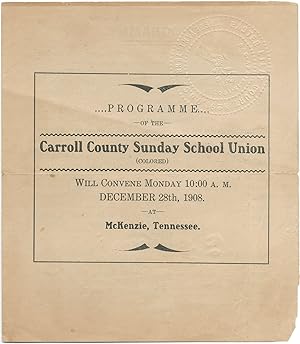 ....PROGRAMME....
—OF THE—
Carroll County Sunday School Union
(COLORED)
WILL CONVENE MONDAY 10:00 A. M.
DECEMBER 28th, 1908.
—AT—
McKenzie, Tennessee.